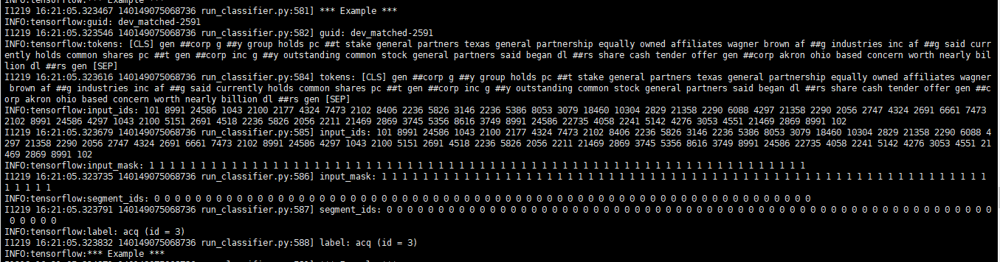 INFO:tensorflow:*** Example ***
I1219 16:21:05.323467 140149075068736 run_classifier.py:581] *** Example ***
INFO:tensorflow:guid: dev_matched-2591
I1219 16:21:05.323546 140149075068736 run_classifier.py:582] guid: dev_matched-2591
INFO:tensorflow:tokens: [CLS] gen ##corp g ##y group holds pc ##t stake general partners texas general partnership equally owned affiliates wagner brown af ##g industries inc af ##g said curr
ently holds common shares pc ##t gen ##corp inc g ##y outstanding common stock general partners said began dl ##rs share cash tender offer gen ##corp akron ohio based concern worth nearly bil
lion dl ##rs gen [SEP]
I1219 16:21:05.323616 140149075068736 run_classifier.py:584] tokens: [CLS] gen ##corp g ##y group holds pc ##t stake general partners texas general partnership equally owned affiliates wagner
 brown af ##g industries inc af ##g said currently holds common shares pc ##t gen ##corp inc g ##y outstanding common stock general partners said began dl ##rs share cash tender offer gen ##c
orp akron ohio based concern worth nearly billion dl ##rs gen [SEP]
INFO:tensorflow:input_ids: 101 8991 24586 1043 2100 2177 4324 7473 2102 8406 2236 5826 3146 2236 5386 8053 3079 18460 10304 2829 21358 2290 6088 4297 21358 2290 2056 2747 4324 2691 6661 7473
2102 8991 24586 4297 1043 2100 5151 2691 4518 2236 5826 2056 2211 21469 2869 3745 5356 8616 3749 8991 24586 22735 4058 2241 5142 4276 3053 4551 21469 2869 8991 102
I1219 16:21:05.323679 140149075068736 run_classifier.py:585] input_ids: 101 8991 24586 1043 2100 2177 4324 7473 2102 8406 2236 5826 3146 2236 5386 8053 3079 18460 10304 2829 21358 2290 6088 4
297 21358 2290 2056 2747 4324 2691 6661 7473 2102 8991 24586 4297 1043 2100 5151 2691 4518 2236 5826 2056 2211 21469 2869 3745 5356 8616 3749 8991 24586 22735 4058 2241 5142 4276 3053 4551 21
469 2869 8991 102
INFO:tensorflow:input_mask: 1 1 1 1 1 1 1 1 1 1 1 1 1 1 1 1 1 1 1 1 1 1 1 1 1 1 1 1 1 1 1 1 1 1 1 1 1 1 1 1 1 1 1 1 1 1 1 1 1 1 1 1 1 1 1 1 1 1 1 1 1 1 1 1
I1219 16:21:05.323735 140149075068736 run_classifier.py:586] input_mask: 1 1 1 1 1 1 1 1 1 1 1 1 1 1 1 1 1 1 1 1 1 1 1 1 1 1 1 1 1 1 1 1 1 1 1 1 1 1 1 1 1 1 1 1 1 1 1 1 1 1 1 1 1 1 1 1 1 1 1
1 1 1 1 1
INFO:tensorflow:segment_ids: 0 0 0 0 0 0 0 0 0 0 0 0 0 0 0 0 0 0 0 0 0 0 0 0 0 0 0 0 0 0 0 0 0 0 0 0 0 0 0 0 0 0 0 0 0 0 0 0 0 0 0 0 0 0 0 0 0 0 0 0 0 0 0 0
I1219 16:21:05.323791 140149075068736 run_classifier.py:587] segment_ids: 0 0 0 0 0 0 0 0 0 0 0 0 0 0 0 0 0 0 0 0 0 0 0 0 0 0 0 0 0 0 0 0 0 0 0 0 0 0 0 0 0 0 0 0 0 0 0 0 0 0 0 0 0 0 0 0 0 0 0
 0 0 0 0 0
INFO:tensorflow:label: acq (id = 3)
I1219 16:21:05.323832 140149075068736 run_classifier.py:588] label: acq (id = 3)
INFO:tensorflow:*** Example ***